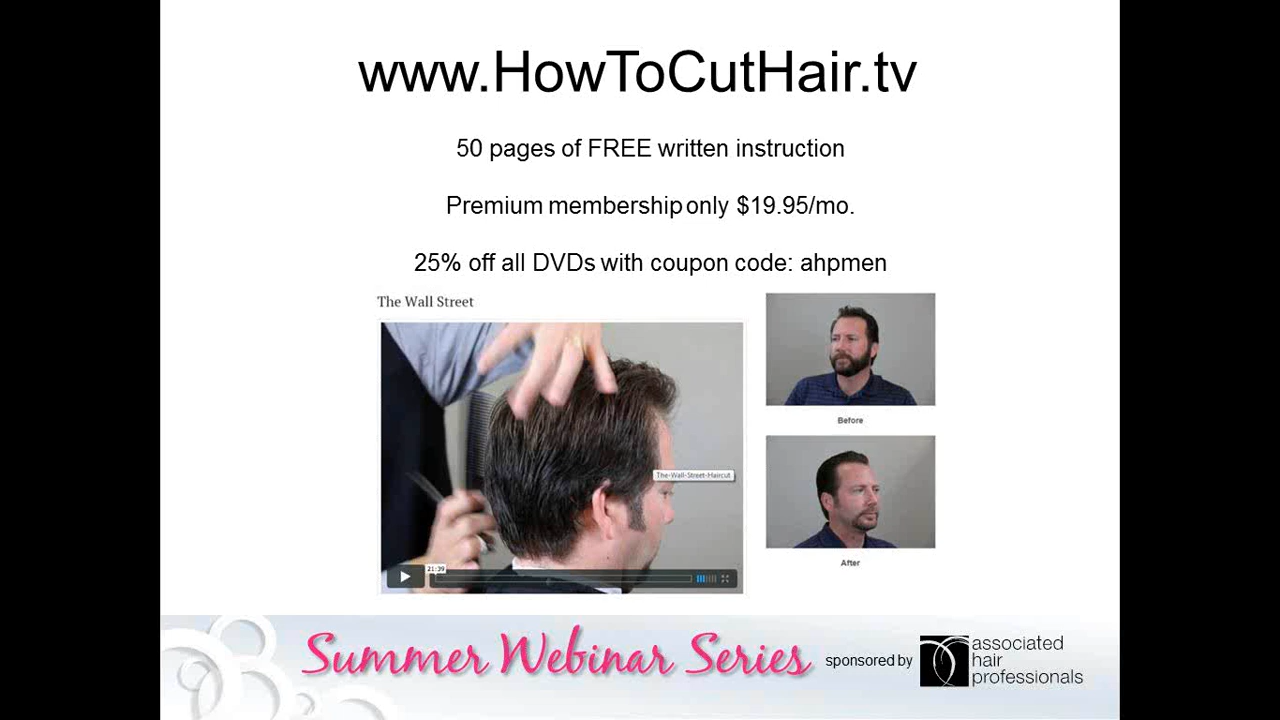 www.HowToCutHair.tv
50 pages of FREE written instruction
Premium membership only $19.95/mo.
25% off all DVDs with coupon code: ahpmen
The Wall Street
Before
The-Wall-Street-Haircut
After
21:39
Summer Webinar Series
sponsored by
associated
hair
professionals